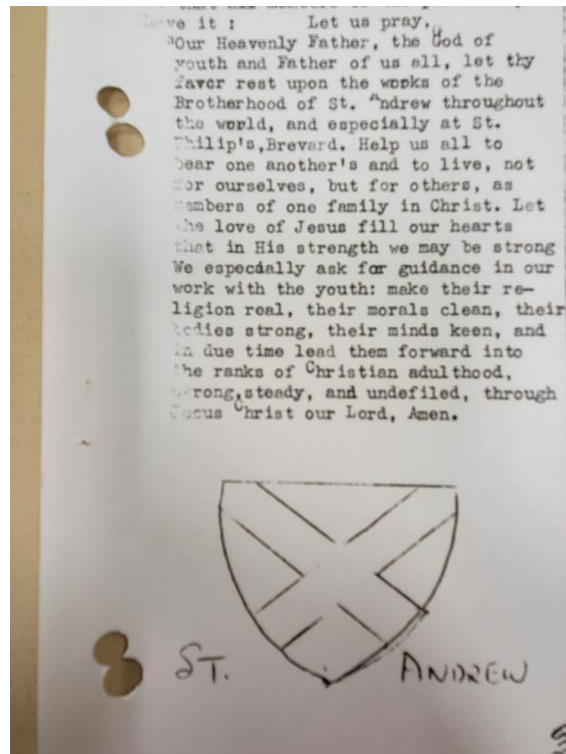 it : Let us pray.
"Our Heavenly Father, the God of
youth and Father of us all, let thy
favor rest upon the wooks of the
Brotherhood of St. Andrew throughout
the world, and especially at St.
Philip's,Brevard. Help us all to
bear one another's and to live, not
for ourselves, but for others, as
members of one family in Christ. Let
the love of Jesus fill our hearts
that in His strength we may be strong
We especially ask for guidance in our
work with the youth: make their re-
ligion real, their morals clean, their
bodies strong, their minds keen, and
in due time lead them forward into
the ranks of Christian adulthood,
strong,steady, and undefiled, through
Jesus Christ our Lord, Amen.
ST. ANDREW